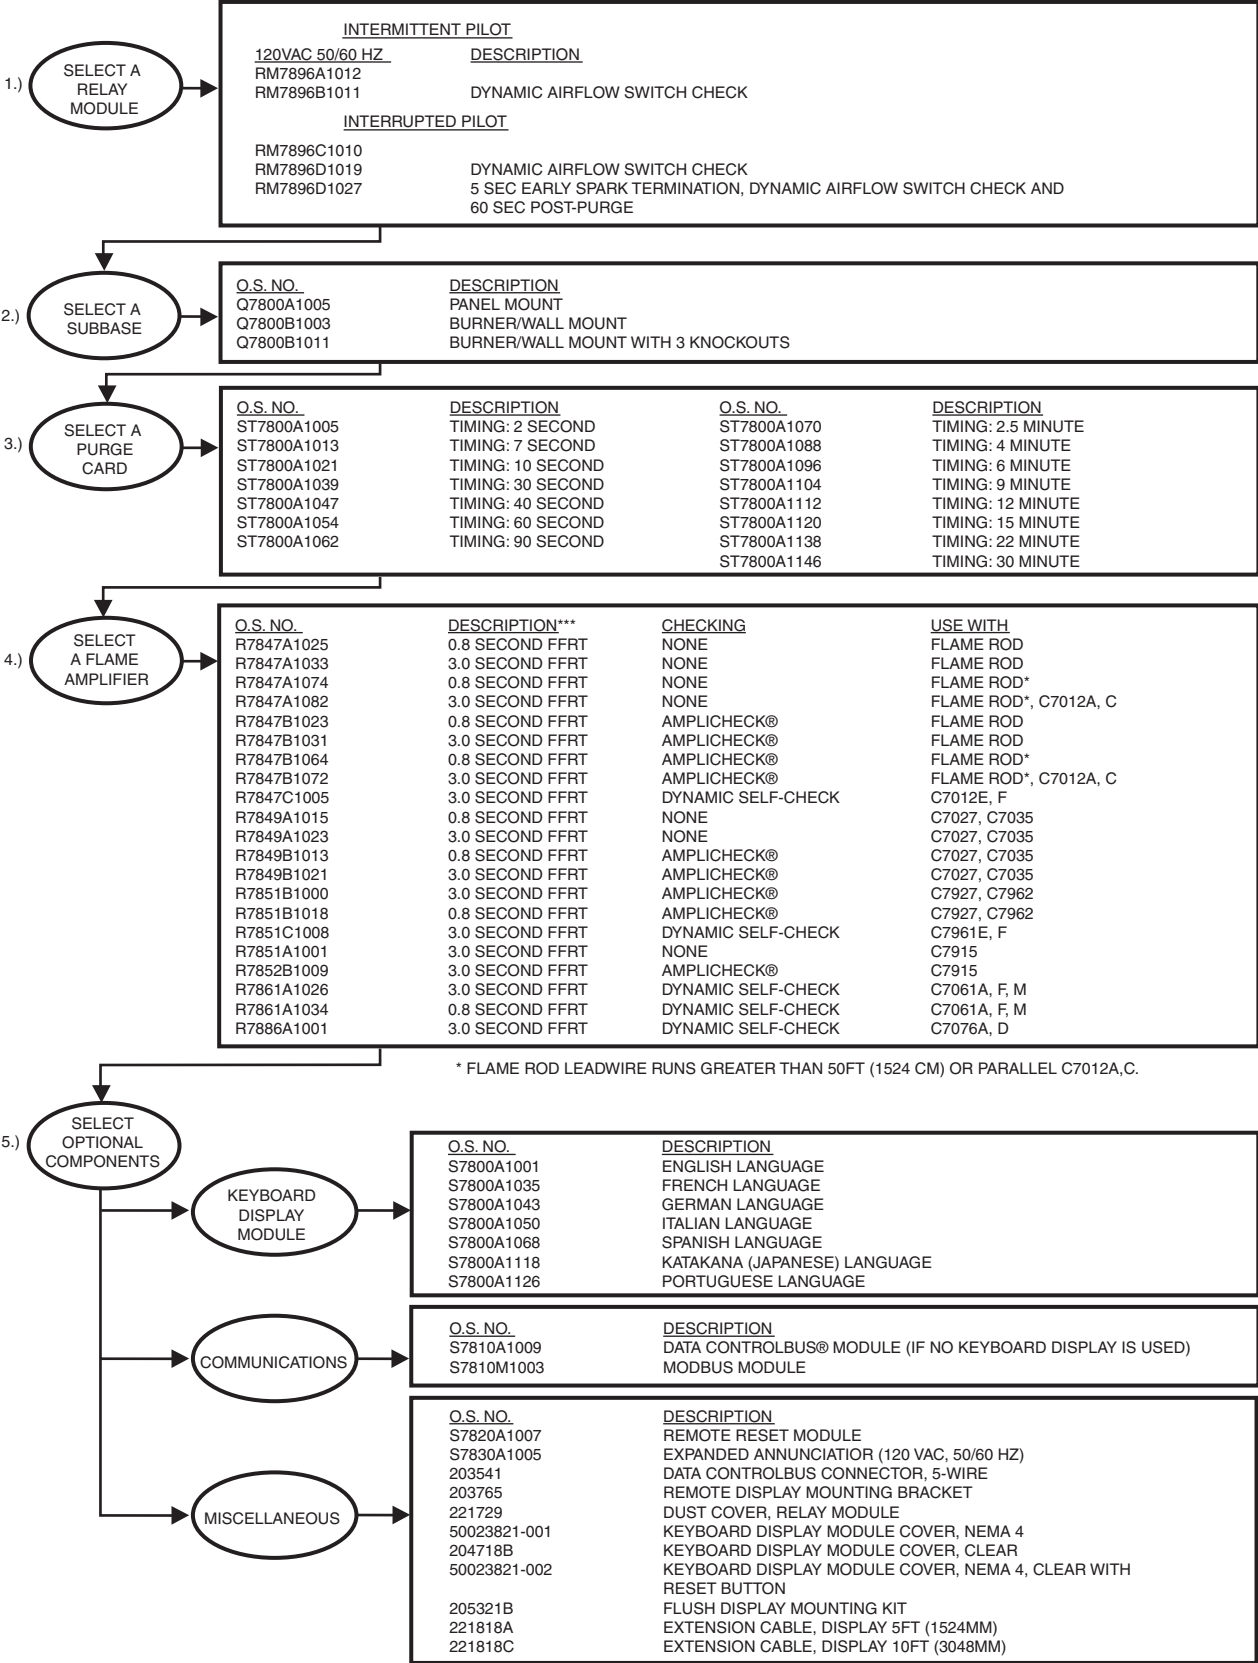 1.)
SELECT A
RELAY
MODULE
INTERMITTENT PILOT
120VAC 50/60 HZ DESCRIPTION
RM7896A1012
RM7896B1011 DYNAMIC AIRFLOW SWITCH CHECK
INTERRUPTED PILOT
RM7896C1010
RM7896D1019 DYNAMIC AIRFLOW SWITCH CHECK
RM7896D1027 5 SEC EARLY SPARK TERMINATION, DYNAMIC AIRFLOW SWITCH CHECK AND
60 SEC POST-PURGE
2.)
SELECT A
SUBBASE
O.S. NO. DESCRIPTION
Q7800A1005 PANEL MOUNT
Q7800B1003 BURNER/WALL MOUNT
Q7800B1011 BURNER/WALL MOUNT WITH 3 KNOCKOUTS
3.)
SELECT A
PURGE
CARD
O.S. NO. DESCRIPTION O.S. NO. DESCRIPTION
ST7800A1005 TIMING: 2 SECOND ST7800A1070 TIMING: 2.5 MINUTE
ST7800A1013 TIMING: 7 SECOND ST7800A1088 TIMING: 4 MINUTE
ST7800A1021 TIMING: 10 SECOND ST7800A1096 TIMING: 6 MINUTE
ST7800A1039 TIMING: 30 SECOND ST7800A1104 TIMING: 9 MINUTE
ST7800A1047 TIMING: 40 SECOND ST7800A1112 TIMING: 12 MINUTE
ST7800A1054 TIMING: 60 SECOND ST7800A1120 TIMING: 15 MINUTE
ST7800A1062 TIMING: 90 SECOND ST7800A1138 TIMING: 22 MINUTE
ST7800A1146 TIMING: 30 MINUTE
4.)
SELECT
A FLAME
AMPLIFIER
O.S. NO. DESCRIPTION*** CHECKING USE WITH
R7847A1025 0.8 SECOND FFRT NONE FLAME ROD
R7847A1033 3.0 SECOND FFRT NONE FLAME ROD
R7847A1074 0.8 SECOND FFRT NONE FLAME ROD*
R7847A1082 3.0 SECOND FFRT NONE FLAME ROD*, C7012A, C
R7847B1023 0.8 SECOND FFRT AMPLICHECK® FLAME ROD
R7847B1031 3.0 SECOND FFRT AMPLICHECK® FLAME ROD
R7847B1064 0.8 SECOND FFRT AMPLICHECK® FLAME ROD*
R7847B1072 3.0 SECOND FFRT AMPLICHECK® FLAME ROD*, C7012A, C
R7847C1005 3.0 SECOND FFRT DYNAMIC SELF-CHECK C7012E, F
R7849A1015 0.8 SECOND FFRT NONE C7027, C7035
R7849A1023 3.0 SECOND FFRT NONE C7027, C7035
R7849B1013 0.8 SECOND FFRT AMPLICHECK® C7027, C7035
R7849B1021 3.0 SECOND FFRT AMPLICHECK® C7027, C7035
R7851B1000 3.0 SECOND FFRT AMPLICHECK® C7927, C7962
R7851B1018 0.8 SECOND FFRT AMPLICHECK® C7927, C7962
R7851C1008 3.0 SECOND FFRT DYNAMIC SELF-CHECK C7961E, F
R7851A1001 3.0 SECOND FFRT NONE C7915
R7852B1009 3.0 SECOND FFRT AMPLICHECK® C7915
R7861A1026 3.0 SECOND FFRT DYNAMIC SELF-CHECK C7061A, F, M
R7861A1034 0.8 SECOND FFRT DYNAMIC SELF-CHECK C7061A, F, M
R7886A1001 3.0 SECOND FFRT DYNAMIC SELF-CHECK C7076A, D
* FLAME ROD LEADWIRE RUNS GREATER THAN 50FT (1524 CM) OR PARALLEL C7012A,C.
5.)
SELECT
OPTIONAL
COMPONENTS
KEYBOARD
DISPLAY
MODULE
O.S. NO. DESCRIPTION
S7800A1001 ENGLISH LANGUAGE
S7800A1035 FRENCH LANGUAGE
S7800A1043 GERMAN LANGUAGE
S7800A1050 ITALIAN LANGUAGE
S7800A1068 SPANISH LANGUAGE
S7800A1118 KATAKANA (JAPANESE) LANGUAGE
S7800A1126 PORTUGUESE LANGUAGE
COMMUNICATIONS
O.S. NO. DESCRIPTION
S7810A1009 DATA CONTROLBUS® MODULE (IF NO KEYBOARD DISPLAY IS USED)
S7810M1003 MODBUS MODULE
MISCELLANEOUS
O.S. NO. DESCRIPTION
S7820A1007 REMOTE RESET MODULE
S7830A1005 EXPANDED ANNUNCIATIOR (120 VAC, 50/60 HZ)
203541 DATA CONTROLBUS CONNECTOR, 5-WIRE
203765 REMOTE DISPLAY MOUNTING BRACKET
221729 DUST COVER, RELAY MODULE
50023821-001 KEYBOARD DISPLAY MODULE COVER, NEMA 4
204718B KEYBOARD DISPLAY MODULE COVER, CLEAR
50023821-002 KEYBOARD DISPLAY MODULE COVER, NEMA 4, CLEAR WITH
RESET BUTTON
205321B FLUSH DISPLAY MOUNTING KIT
221818A EXTENSION CABLE, DISPLAY 5FT (1524MM)
221818C EXTENSION CABLE, DISPLAY 10FT (3048MM)